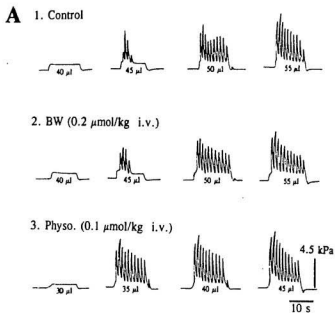 A 1. Control
40 µl 45 µl 50 µl 55 µl
2. BW (0.2 µmol/kg i.v.)
40 µl 45 µl 50 µl 55 µl
3. Physo. (0.1 µmol/kg i.v.)
4.5 kPa
30 µl 35 µl 40 µl 45 µl
10 s